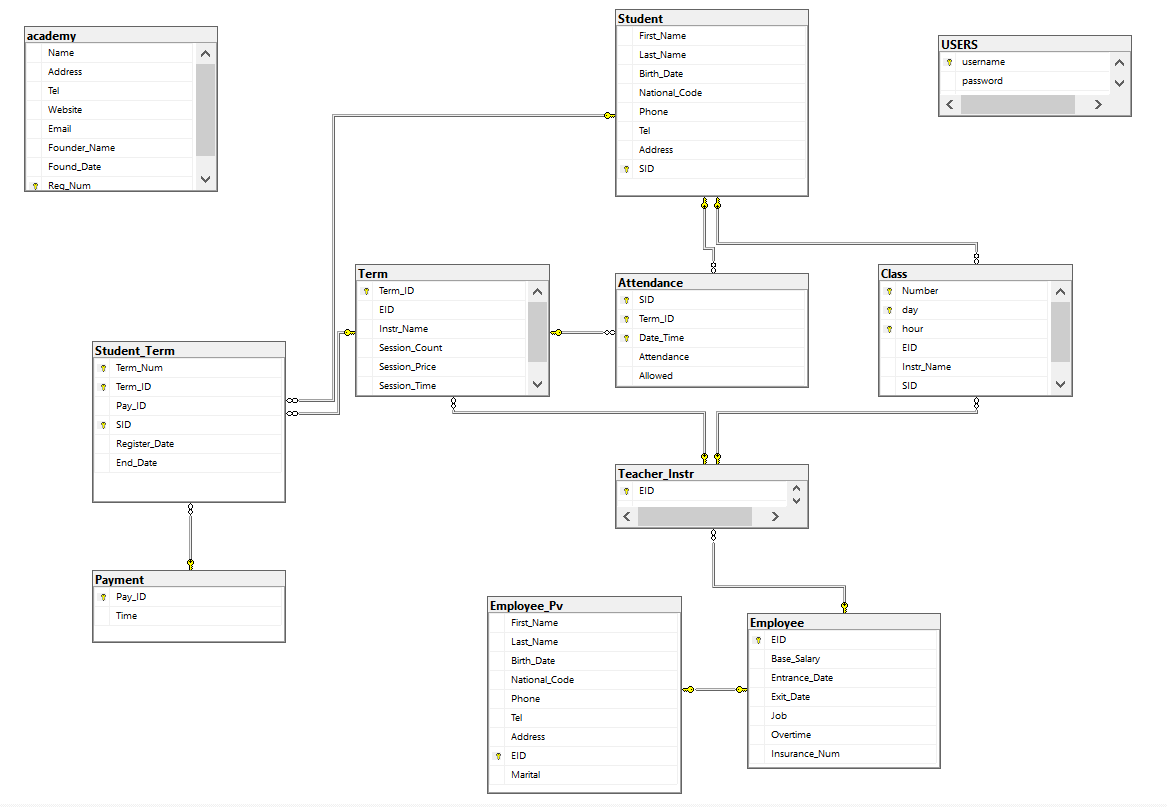 academy
Name
Address
Tel
Website
Email
Founder_Name
Found_Date
Reg_Num
Student
First_Name
Last_Name
Birth_Date
National_Code
Phone
Tel
Address
SID
USERS
username
password
Term
Term_ID
EID
Instr_Name
Session_Count
Session_Price
Session_Time
Attendance
SID
Term_ID
Date_Time
Attendance
Allowed
Class
Number
day
hour
EID
Instr_Name
SID
Student_Term
Term_Num
Term_ID
Pay_ID
SID
Register_Date
End_Date
Teacher_Instr
EID
Payment
Pay_ID
Time
Employee_Pv
First_Name
Last_Name
Birth_Date
National_Code
Phone
Tel
Address
EID
Marital
Employee
EID
Base_Salary
Entrance_Date
Exit_Date
Job
Overtime
Insurance_Num